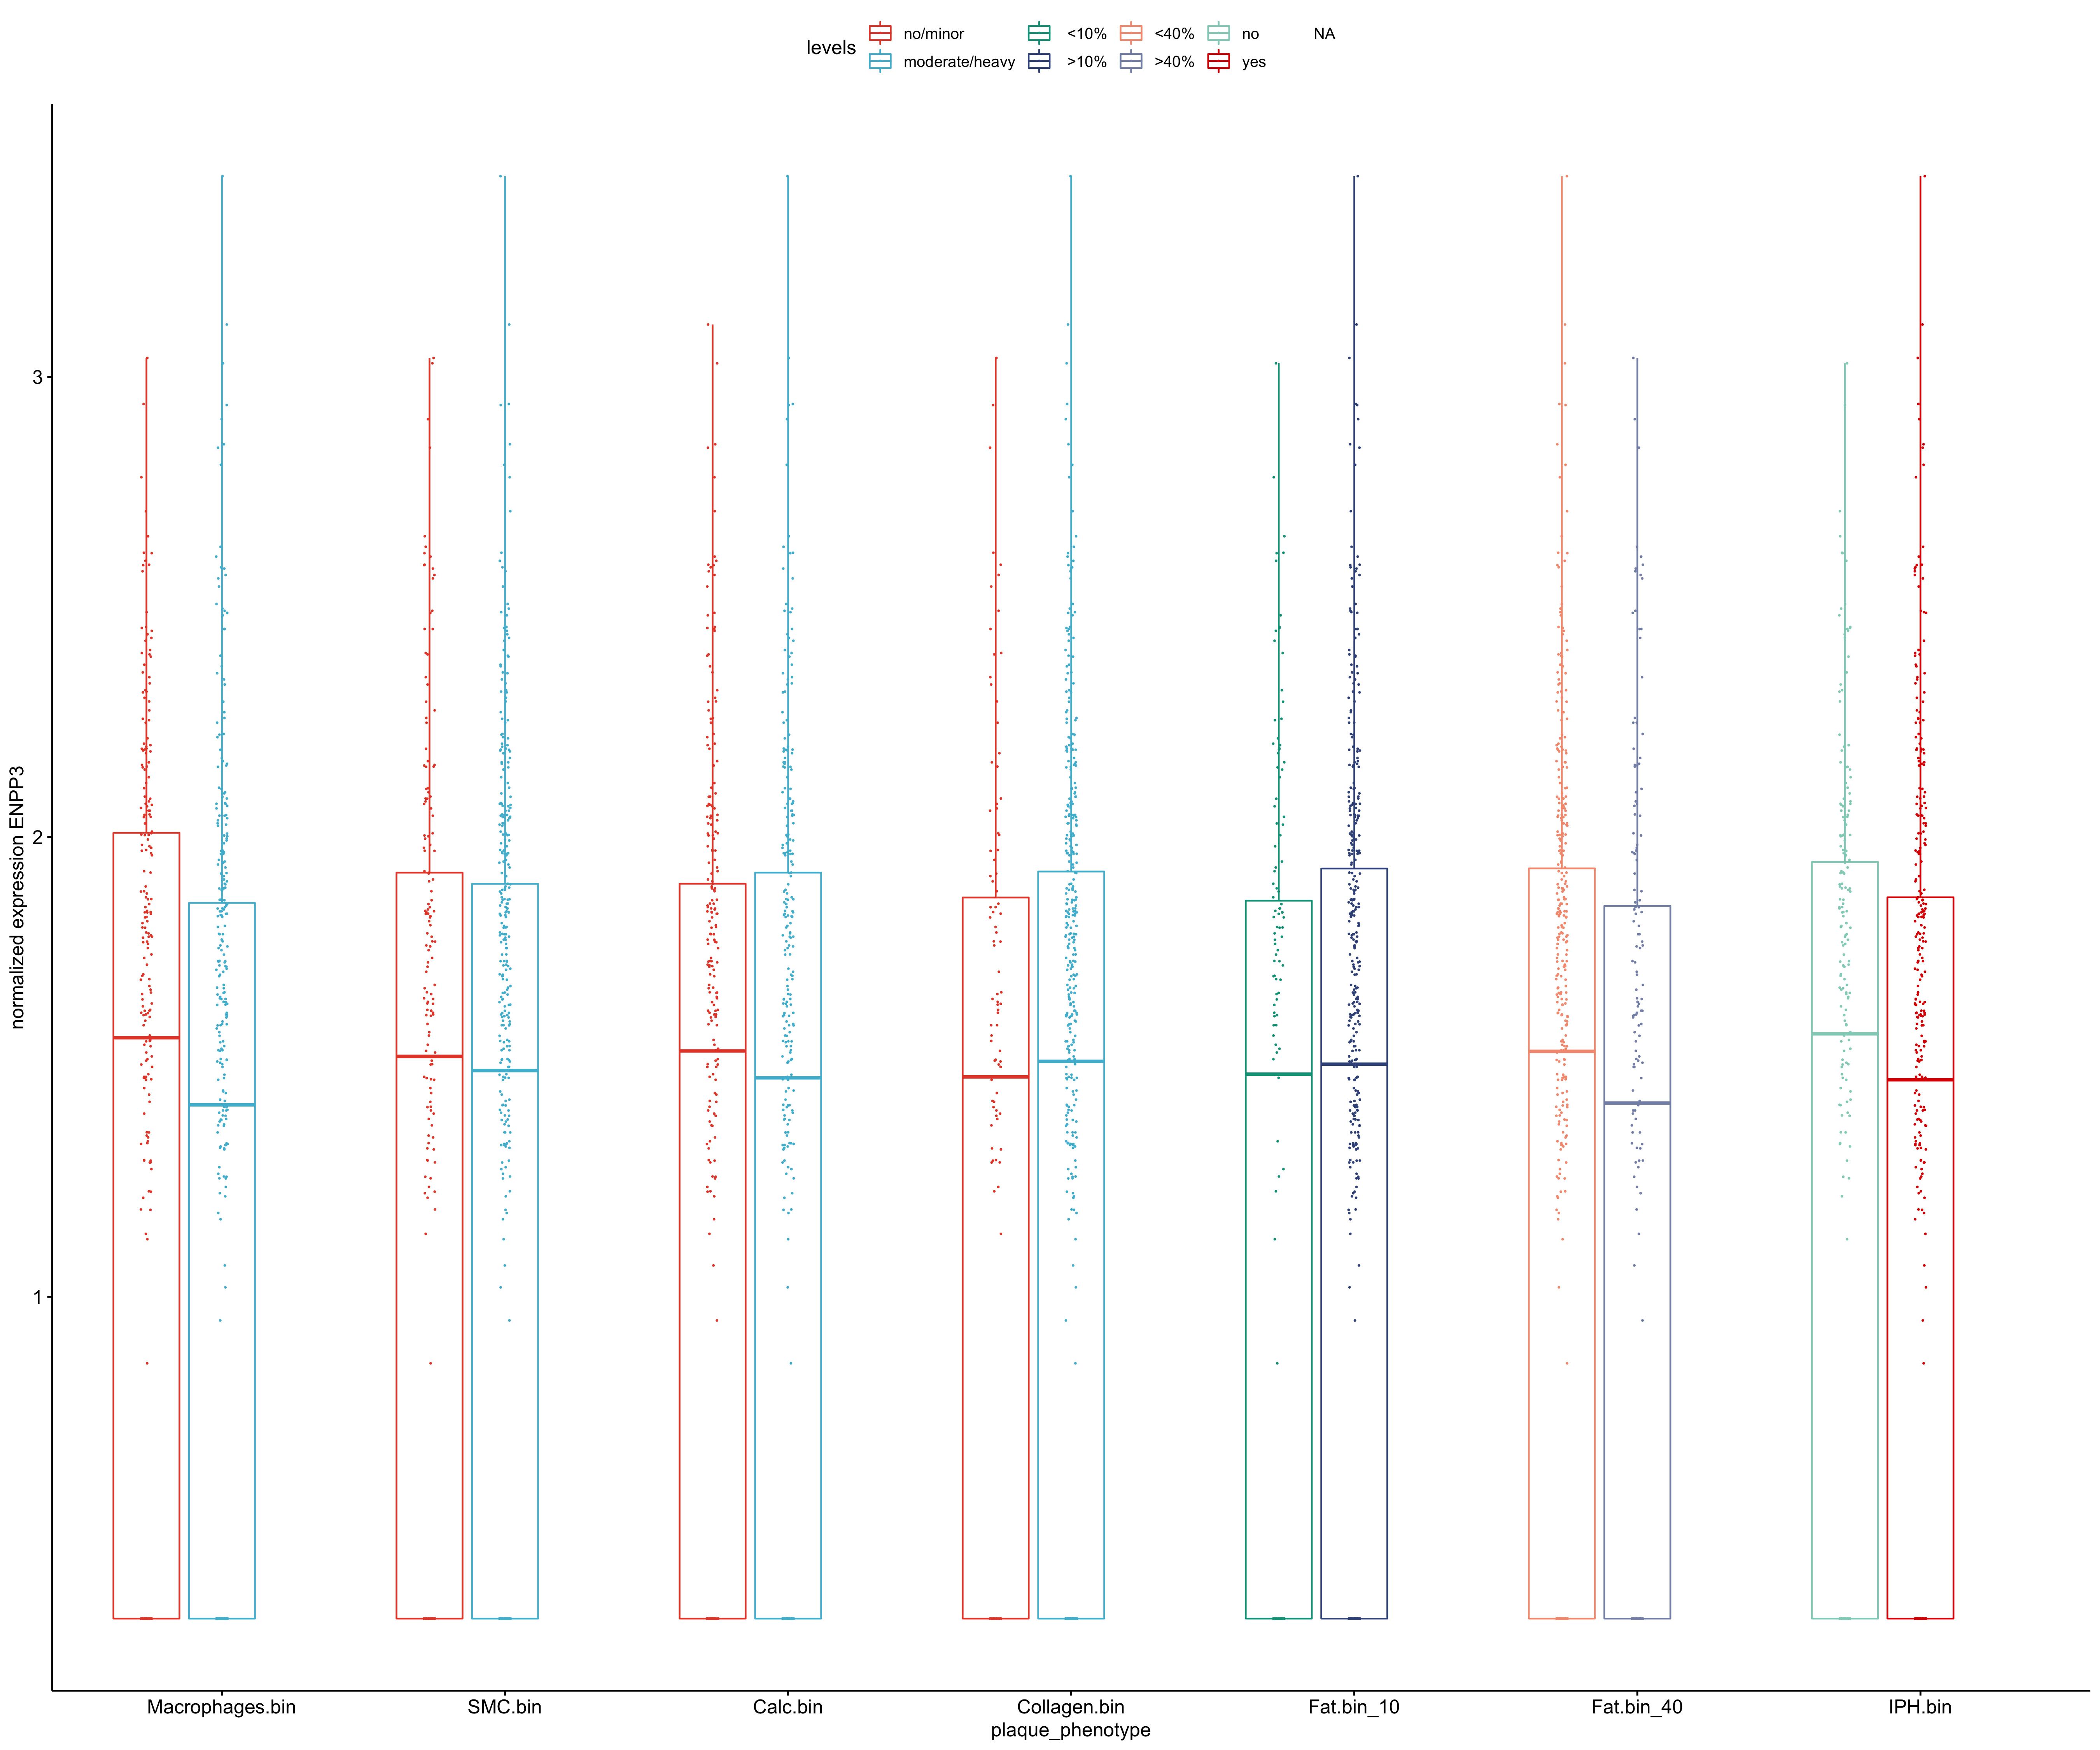 levels
no/minor <10% <40% no NA
moderate/heavy >10% >40% yes
normalized expression ENPP3
3
2
1
Macrophages.bin SMC.bin Calc.bin Collagen.bin Fat.bin_10 Fat.bin_40 IPH.bin
plaque_phenotype